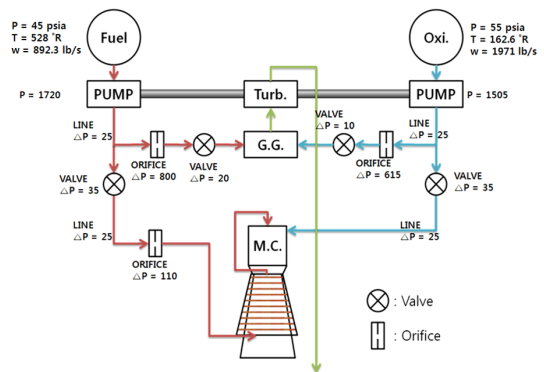 P = 45 psia
T = 528 °R
w = 892.3 lb/s
Fuel
Oxi.
P = 55 psia
T = 162.6 °R
w = 1971 lb/s
P = 1720
PUMP
Turb.
PUMP
P = 1505
LINE
△P = 25
VALVE
△P = 10
LINE
△P = 25
G.G.
ORIFICE
△P = 800
VALVE
△P = 20
ORIFICE
△P = 615
VALVE
△P = 35
VALVE
△P = 35
LINE
△P = 25
LINE
△P = 25
M.C.
ORIFICE
△P = 110
: Valve
: Orifice